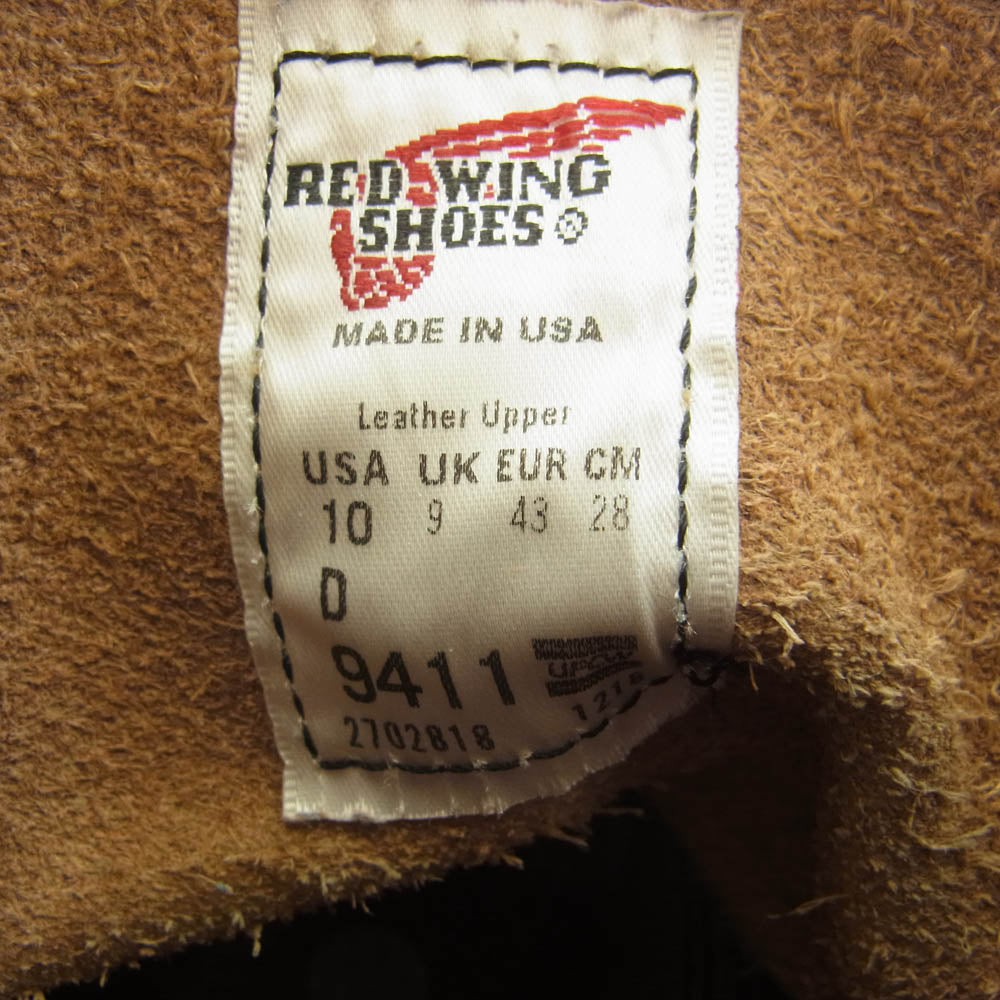 RED WING
SHOES®
MADE IN USA
Leather Upper
USA UK EUR CM
10 9 43 28
D
9411
2702818